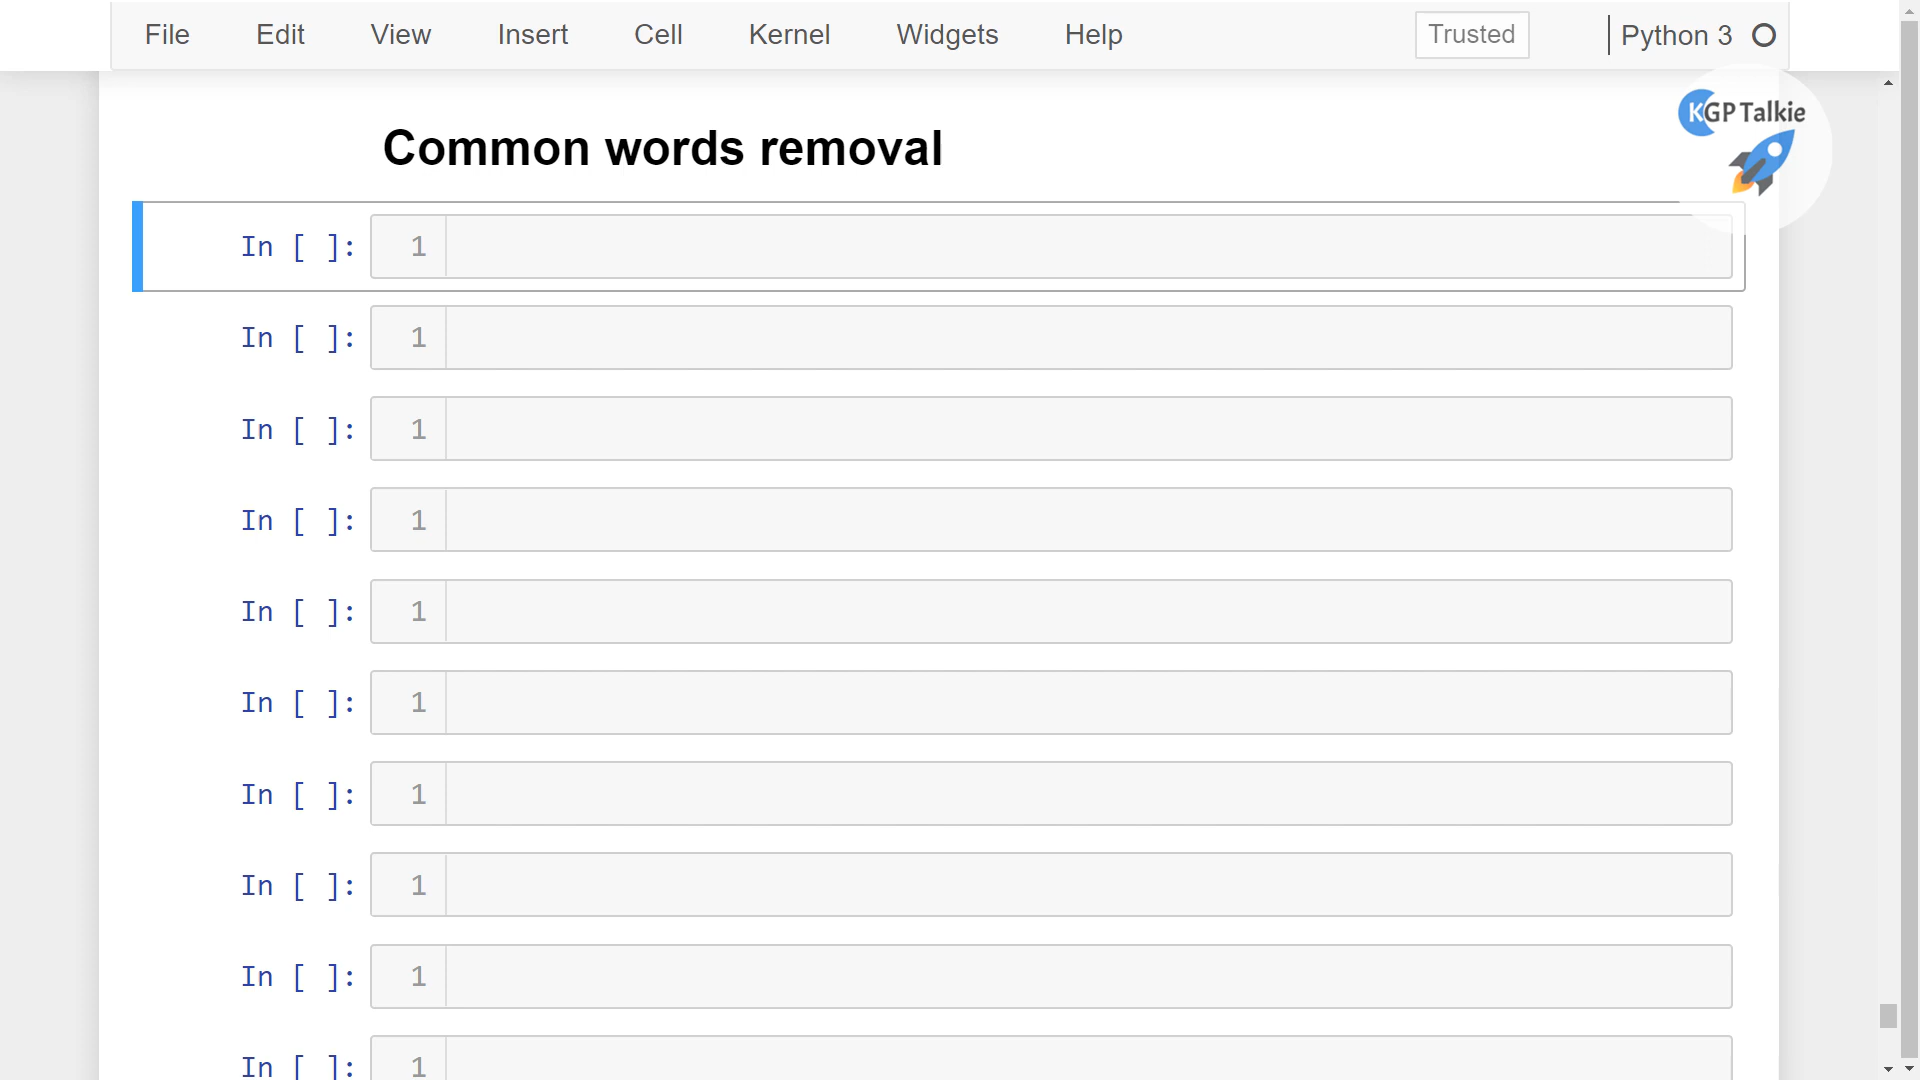 File Edit View Insert Cell Kernel Widgets Help Trusted Python 3
KGP Talkie
Common words removal
In [ ]: 1
In [ ]: 1
In [ ]: 1
In [ ]: 1
In [ ]: 1
In [ ]: 1
In [ ]: 1
In [ ]: 1
In [ ]: 1
In [ ]: 1